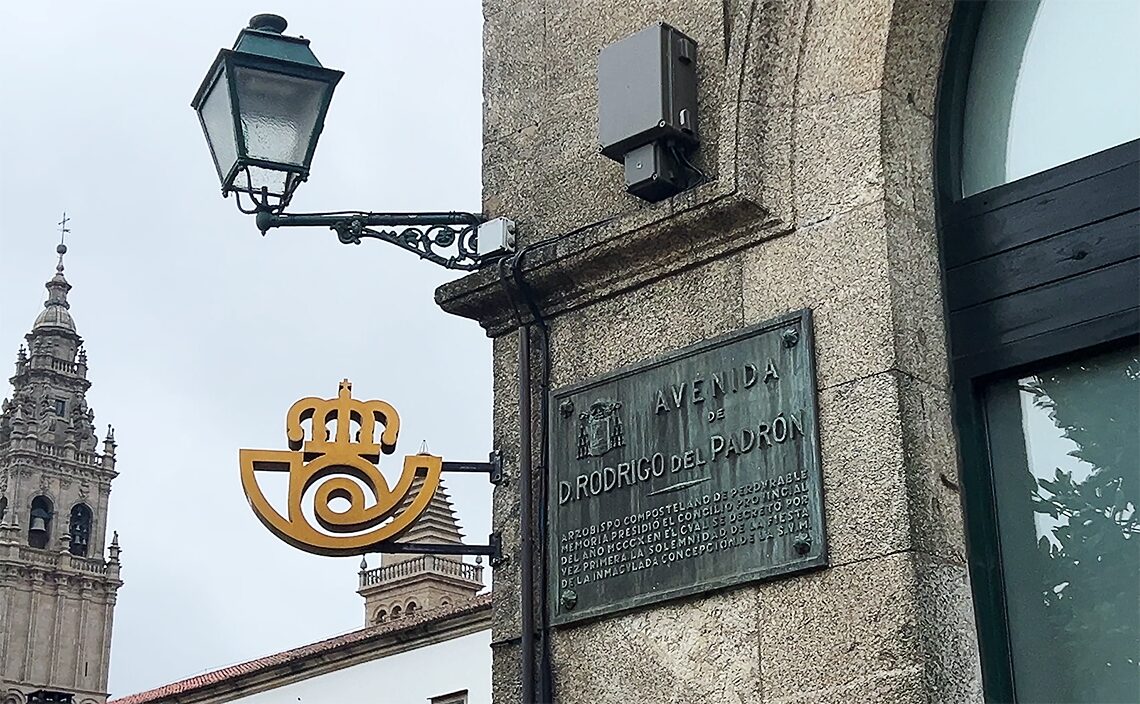 AVENIDA
DE
D. RODRIGO DEL PADRÓN
ARZOBISPO COMPOSTELANO DE PERDVRABLE
MEMORIA PRESIDIÓ EL CONCILIO PROVINCIAL
DEL AÑO MCCCX EN EL CVAL SE DECRETÓ POR
VEZ PRIMERA LA SOLEMNIDAD DE LA FIESTA
DE LA INMACVLADA CONCEPCIÓN DE LA S.V.M.